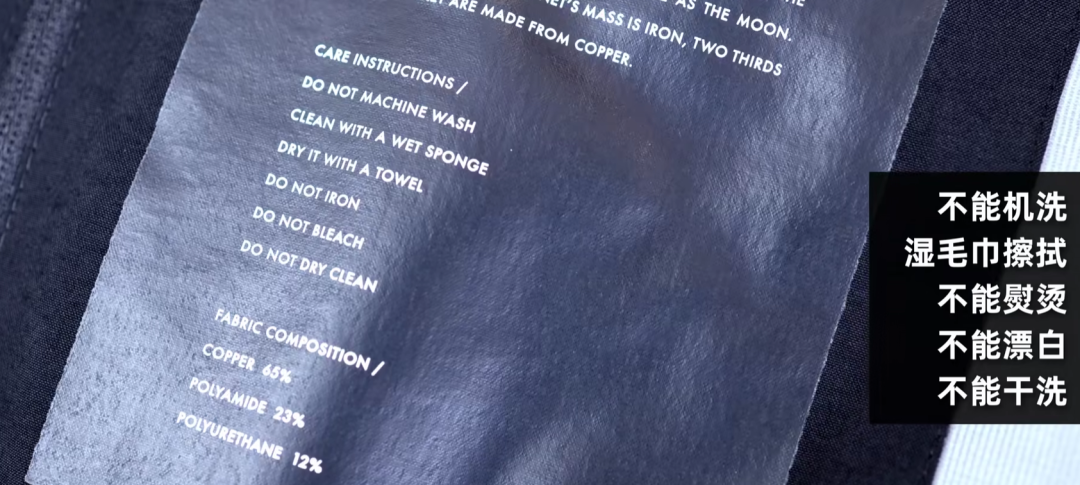 AS THE MOON.
MASS IS IRON, TWO THIRDS
ARE MADE FROM COPPER.
CARE INSTRUCTIONS /
DO NOT MACHINE WASH
CLEAN WITH A WET SPONGE
DRY IT WITH A TOWEL
DO NOT IRON
DO NOT BLEACH
DO NOT DRY CLEAN
FABRIC COMPOSITION /
COPPER 65%
POLYAMIDE 23%
POLYURETHANE 12%
不能机洗
湿毛巾擦拭
不能熨烫
不能漂白
不能干洗